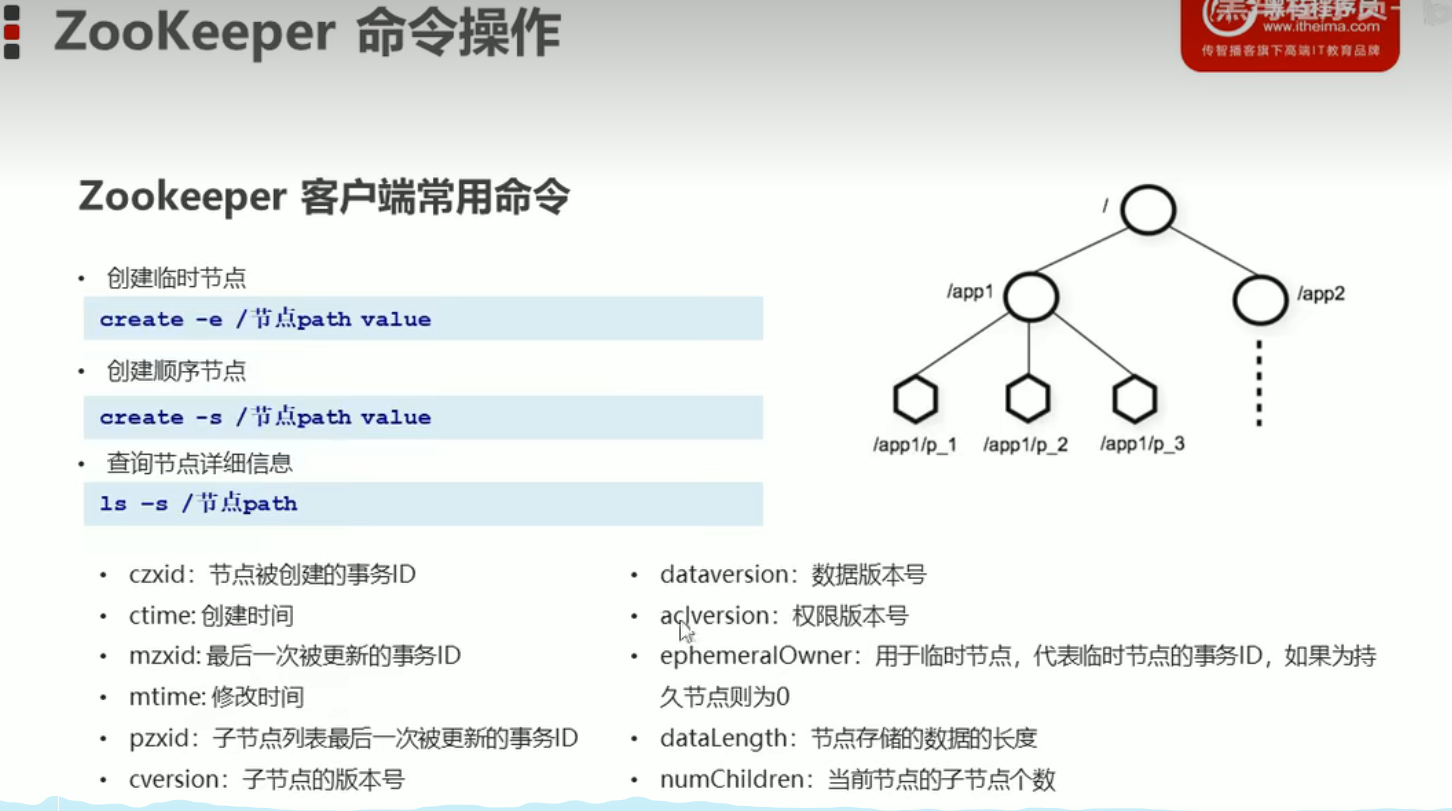 ZooKeeper 命令操作
www.itheima.com
传智播客旗下高端IT教育品牌
Zookeeper 客户端常用命令
• 创建临时节点
create -e /节点path value
• 创建顺序节点
create -s /节点path value
• 查询节点详细信息
ls –s /节点path
/
/app1
/app2
/app1/p_1
/app1/p_2
/app1/p_3
• czxid：节点被创建的事务ID
• ctime: 创建时间
• mzxid: 最后一次被更新的事务ID
• mtime: 修改时间
• pzxid：子节点列表最后一次被更新的事务ID
• cversion：子节点的版本号
• dataversion：数据版本号
• aclversion：权限版本号
• ephemeralOwner：用于临时节点，代表临时节点的事务ID，如果为持
久节点则为0
• dataLength：节点存储的数据的长度
• numChildren：当前节点的子节点个数